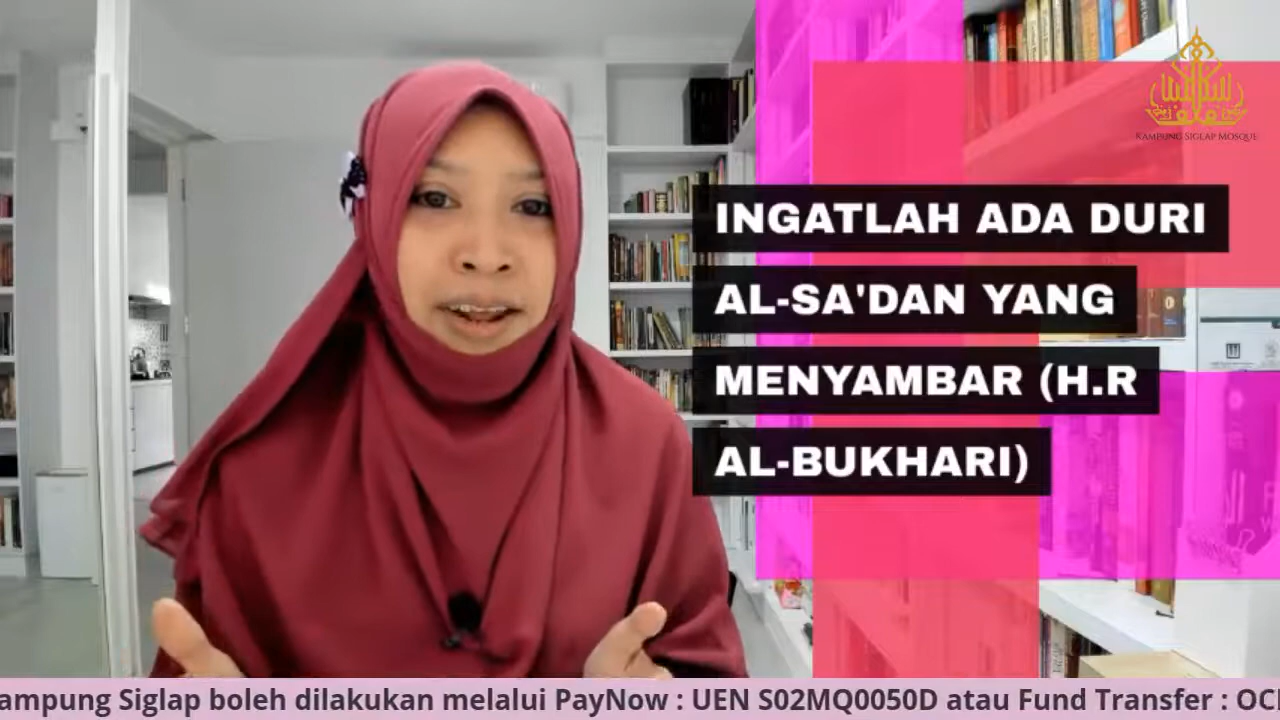 KAMPUNG SIGLAP MOSQUE
INGATLAH ADA DURI
AL-SA'DAN YANG
MENYAMBAR (H.R
AL-BUKHARI)
ampung Siglap boleh dilakukan melalui PayNow : UEN S02MQ0050D atau Fund Transfer : OC